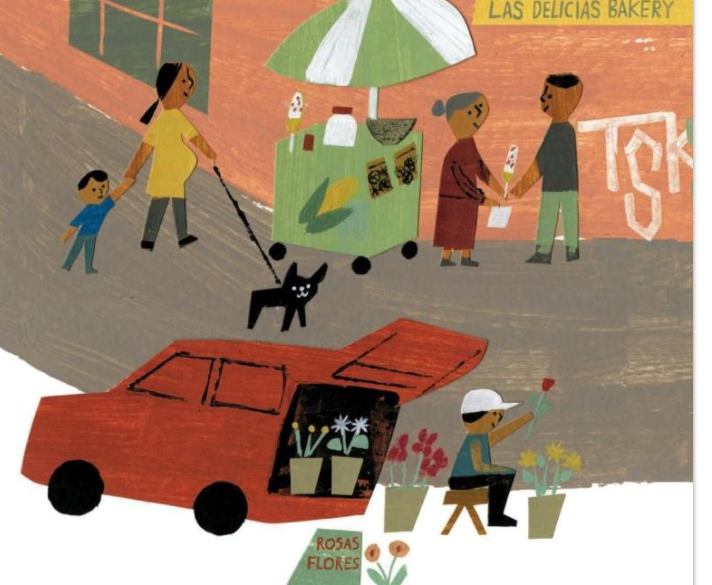 LAS DELICIAS BAKERY
TSK
ROSAS
FLORES